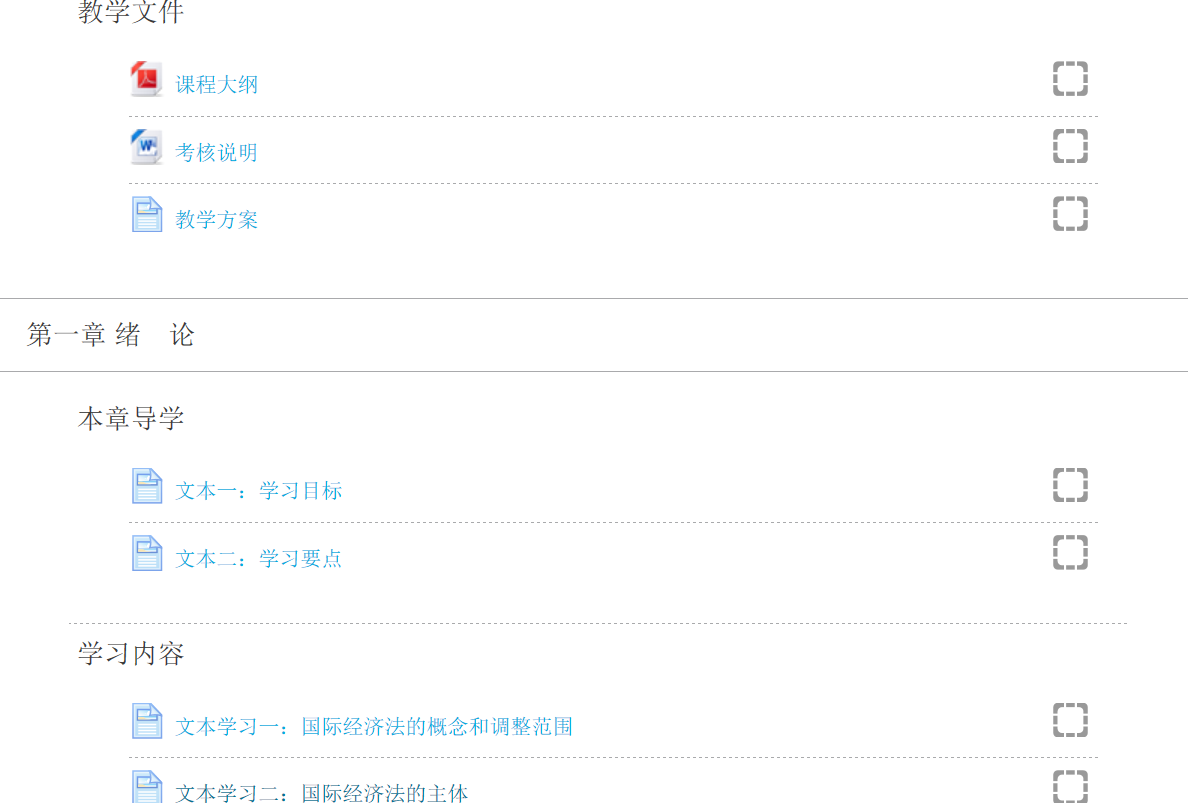 教学文件
课程大纲
考核说明
教学方案
第一章 绪　论
本章导学
文本一：学习目标
文本二：学习要点
学习内容
文本学习一：国际经济法的概念和调整范围
文本学习二：国际经济法的主体